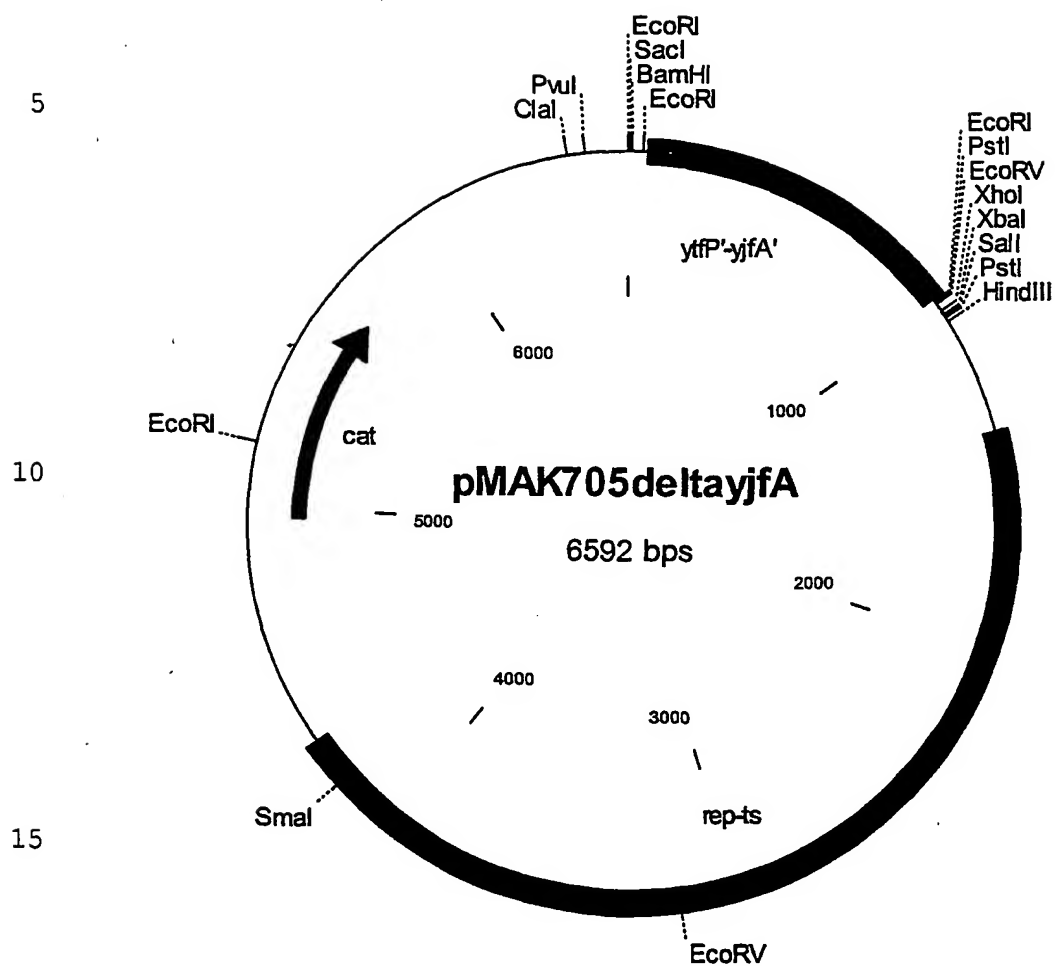 EcoRI
SacI
BamHI
EcoRI
PvuI
ClaI
5
EcoRI
PstI
EcoRV
XhoI
XbaI
SalI
PstI
HindIII
ytfP'-yjfA'
6000
1000
EcoRI
cat
10
pMAK705deltayjfA
5000
6592 bps
2000
4000
3000
SmaI
rep-ts
15
EcoRV